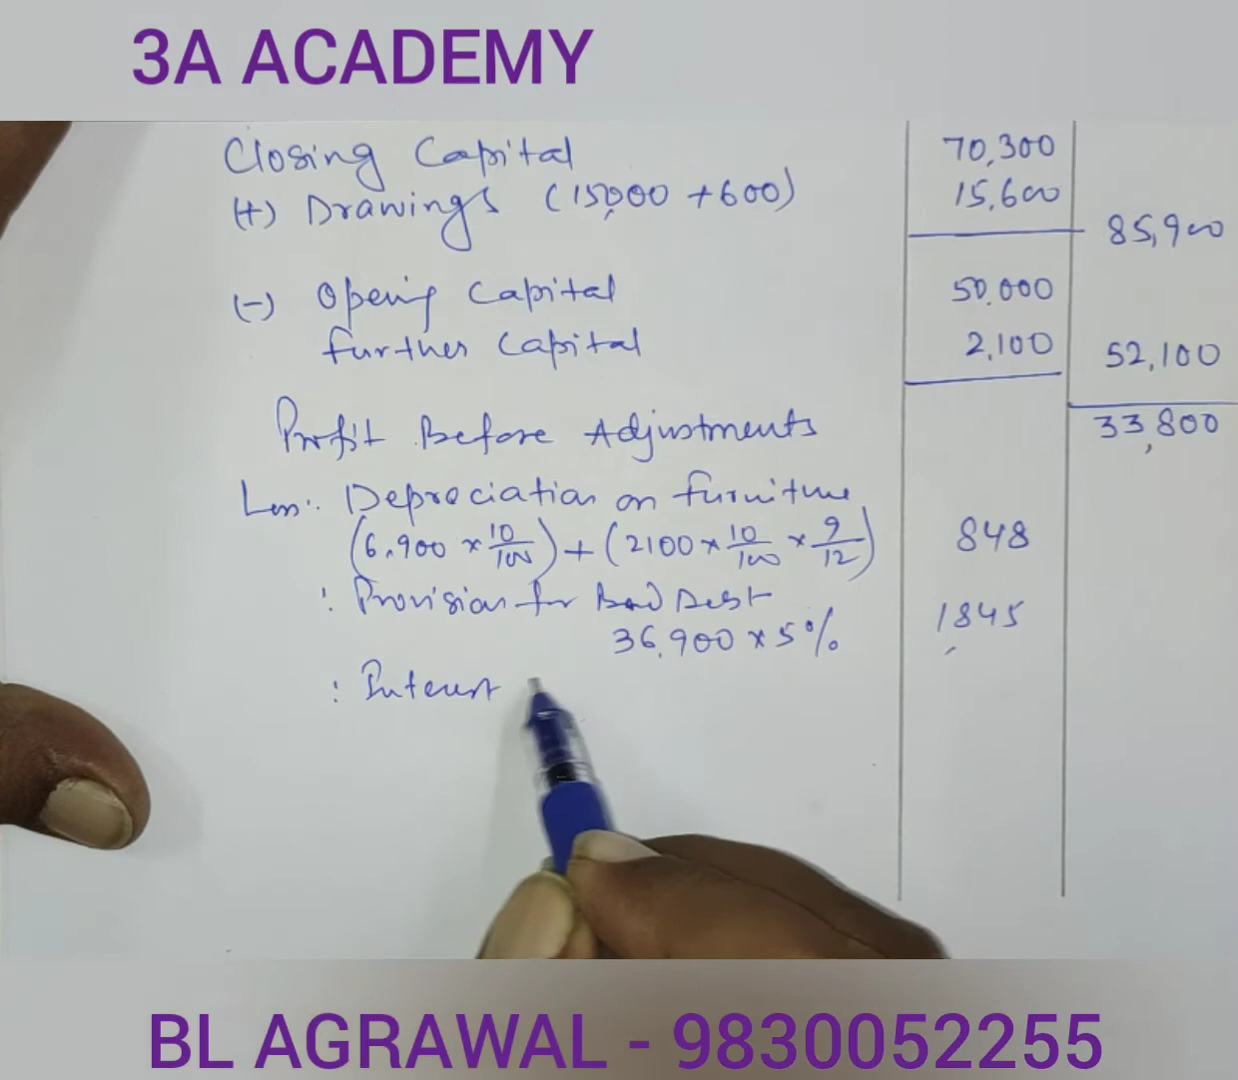 3A ACADEMY
Closing Capital 70,300
(+) Drawings (15,000 + 600) 15,600
85,900
(-) Opening Capital 50,000
further Capital 2,100 52,100
Profit Before Adjustments 33,800
Less: Depreciation on furniture
(6,900 × 10/100) + (2100 × 10/100 × 9/12) 848
: Provision for Bad Debt
36,900 × 5% 1845
: Interest
BL AGRAWAL - 9830052255